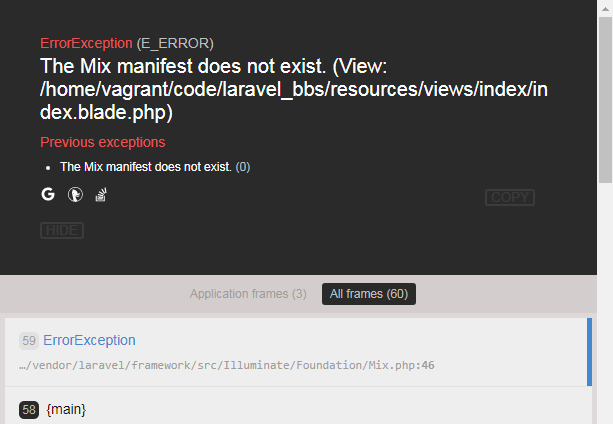 ErrorException (E_ERROR)
The Mix manifest does not exist. (View:
/home/vagrant/code/laravel_bbs/resources/views/index/in
dex.blade.php)
Previous exceptions
• The Mix manifest does not exist. (0)
COPY
HIDE
Application frames (3) All frames (60)
59 ErrorException
…/vendor/laravel/framework/src/Illuminate/Foundation/Mix.php:46
58 {main}